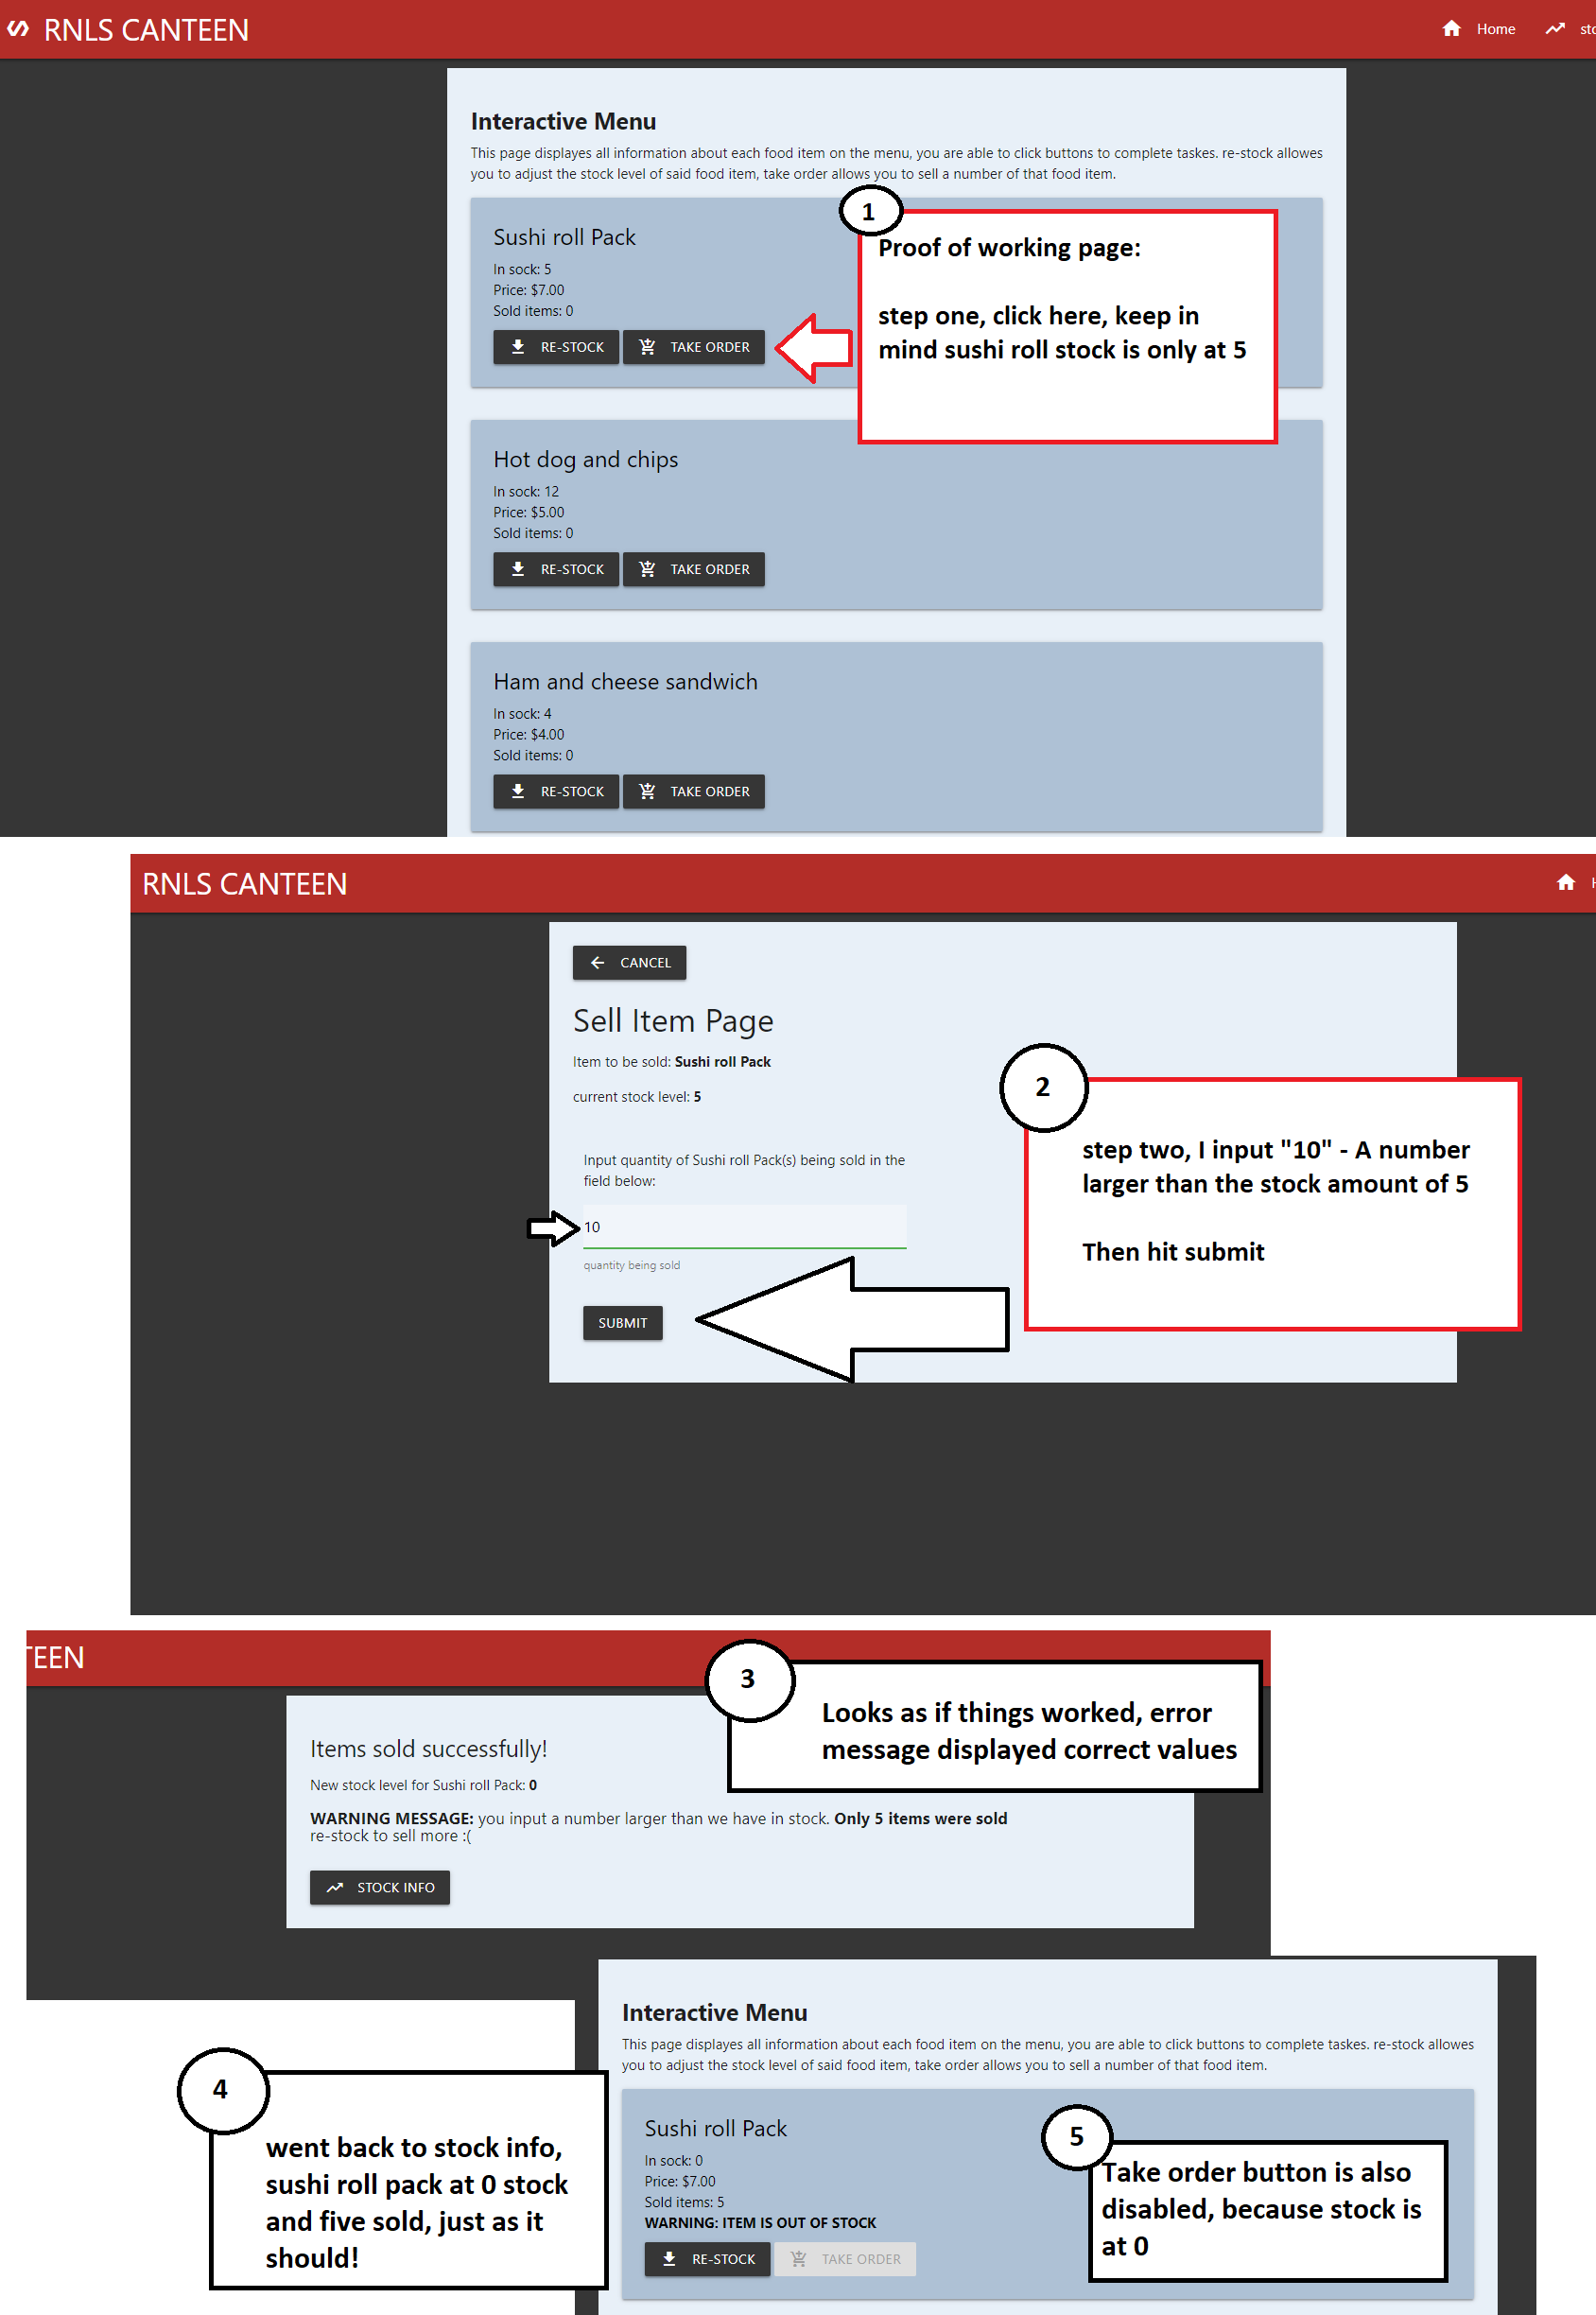 RNLS CANTEEN
Home
Interactive Menu
This page displayes all information about each food item on the menu, you are able to click buttons to complete taskes. re-stock allowes
you to adjust the stock level of said food item, take order allows you to sell a number of that food item.
Sushi roll Pack
In sock: 5
Price: $7.00
Sold items: 0
RE-STOCK TAKE ORDER
1
Proof of working page:
step one, click here, keep in
mind sushi roll stock is only at 5
Hot dog and chips
In sock: 12
Price: $5.00
Sold items: 0
RE-STOCK TAKE ORDER
Ham and cheese sandwich
In sock: 4
Price: $4.00
Sold items: 0
RE-STOCK TAKE ORDER
RNLS CANTEEN
CANCEL
Sell Item Page
Item to be sold: Sushi roll Pack
current stock level: 5
Input quantity of Sushi roll Pack(s) being sold in the
field below:
10
quantity being sold
SUBMIT
2
step two, I input "10" - A number
larger than the stock amount of 5
Then hit submit
TEEN
3
Looks as if things worked, error
message displayed correct values
Items sold successfully!
New stock level for Sushi roll Pack: 0
WARNING MESSAGE: you input a number larger than we have in stock. Only 5 items were sold
re-stock to sell more :(
STOCK INFO
4
went back to stock info,
sushi roll pack at 0 stock
and five sold, just as it
should!
Interactive Menu
This page displayes all information about each food item on the menu, you are able to click buttons to complete taskes. re-stock allowes
you to adjust the stock level of said food item, take order allows you to sell a number of that food item.
Sushi roll Pack
In sock: 0
Price: $7.00
Sold items: 5
WARNING: ITEM IS OUT OF STOCK
RE-STOCK TAKE ORDER
5
Take order button is also
disabled, because stock is
at 0